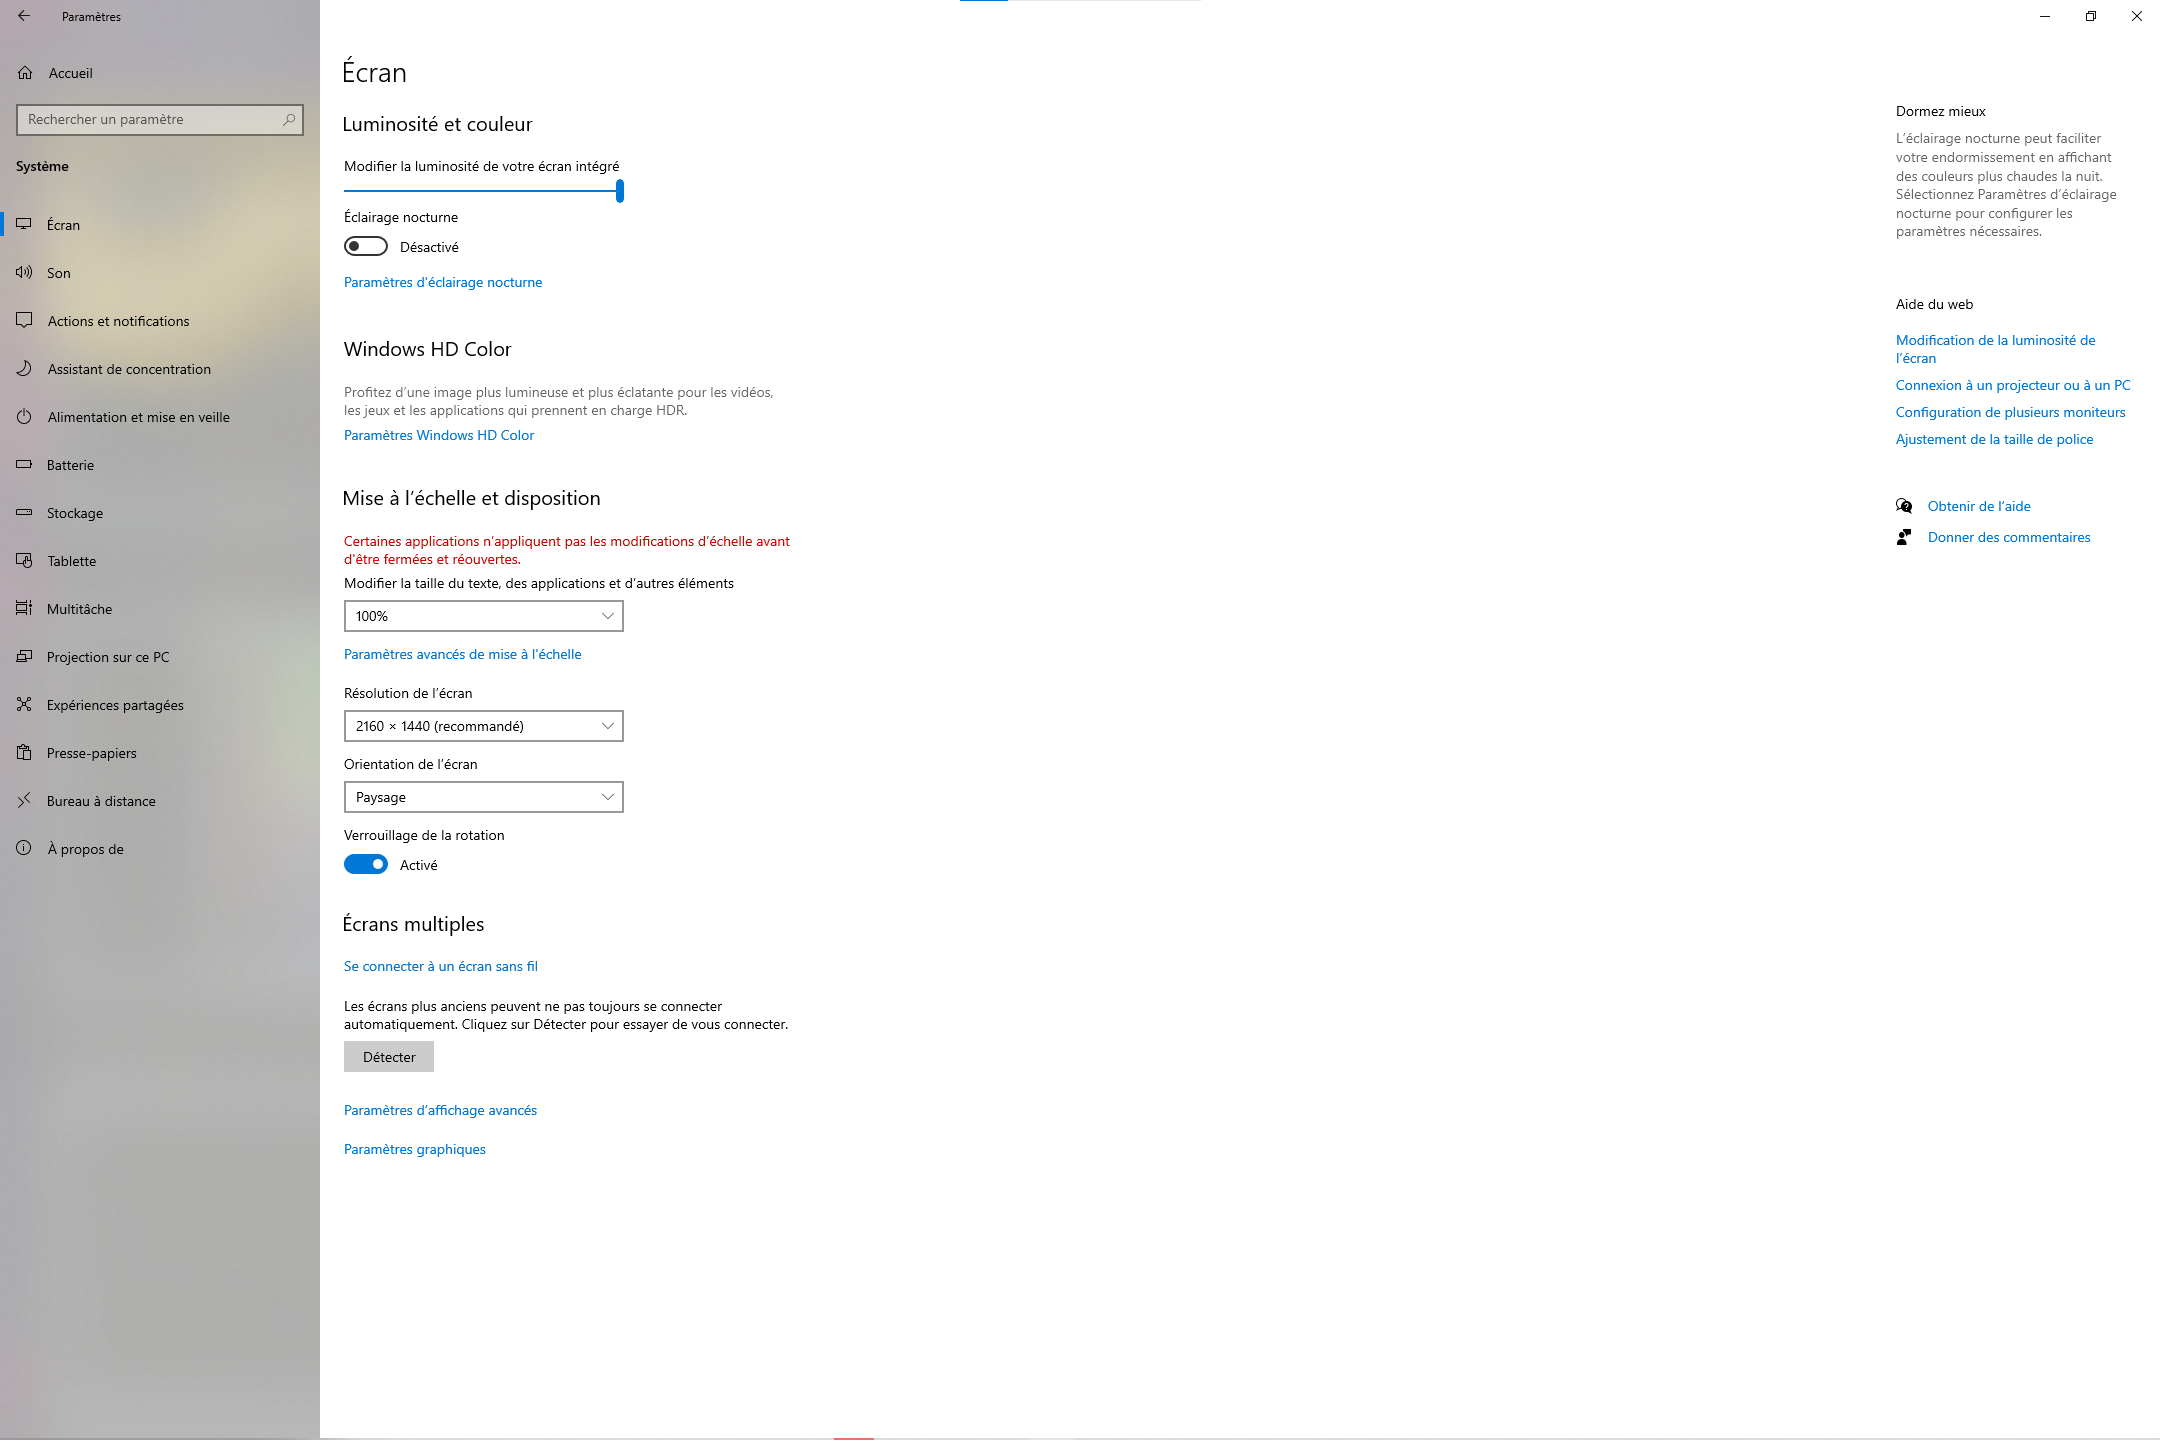 Paramètres
Accueil
Rechercher un paramètre
Système
Écran
Son
Actions et notifications
Assistant de concentration
Alimentation et mise en veille
Batterie
Stockage
Tablette
Multitâche
Projection sur ce PC
Expériences partagées
Presse-papiers
Bureau à distance
À propos de
Écran
Luminosité et couleur
Modifier la luminosité de votre écran intégré
Éclairage nocturne
Désactivé
Paramètres d'éclairage nocturne
Windows HD Color
Profitez d’une image plus lumineuse et plus éclatante pour les vidéos,
les jeux et les applications qui prennent en charge HDR.
Paramètres Windows HD Color
Mise à l’échelle et disposition
Certaines applications n’appliquent pas les modifications d’échelle avant
d'être fermées et réouvertes.
Modifier la taille du texte, des applications et d’autres éléments
100%
Paramètres avancés de mise à l'échelle
Résolution de l’écran
2160 × 1440 (recommandé)
Orientation de l’écran
Paysage
Verrouillage de la rotation
Activé
Écrans multiples
Se connecter à un écran sans fil
Les écrans plus anciens peuvent ne pas toujours se connecter
automatiquement. Cliquez sur Détecter pour essayer de vous connecter.
Détecter
Paramètres d’affichage avancés
Paramètres graphiques
Dormez mieux
L’éclairage nocturne peut faciliter
votre endormissement en affichant
des couleurs plus chaudes la nuit.
Sélectionnez Paramètres d’éclairage
nocturne pour configurer les
paramètres nécessaires.
Aide du web
Modification de la luminosité de
l’écran
Connexion à un projecteur ou à un PC
Configuration de plusieurs moniteurs
Ajustement de la taille de police
Obtenir de l’aide
Donner des commentaires